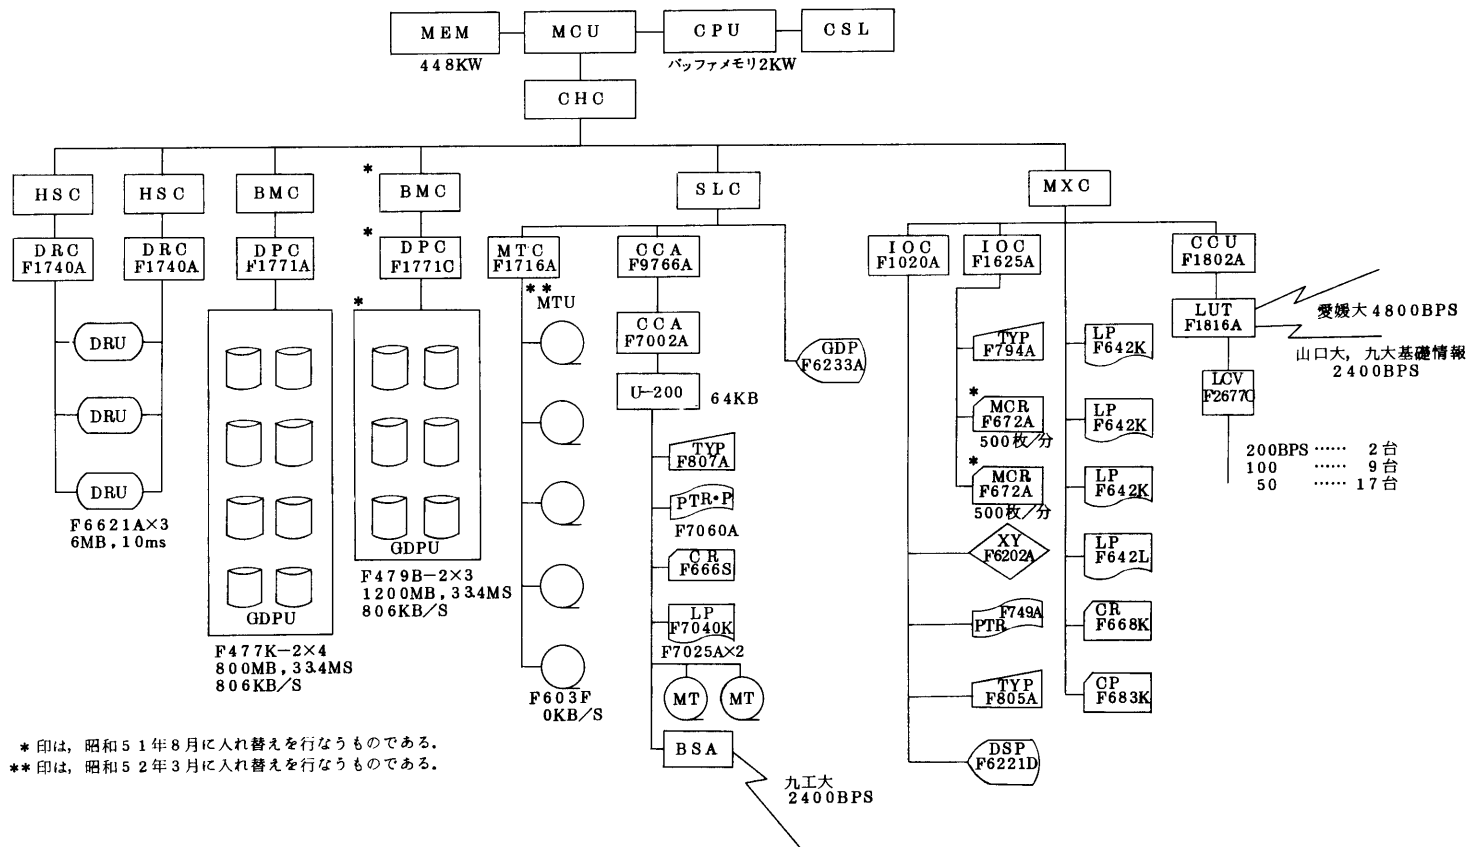 MEM
MCU
CPU
CSL
448KW
バッファメモリ2KW
CHC
HSC
HSC
BMC
*
BMC
SLC
MXC
DRC
F1740A
DRC
F1740A
DPC
F1771A
*
DPC
F1771C
MTC
F1716A
CCA
F9766A
IOC
F1020A
IOC
F1625A
CCU
F1802A
DRU
DRU
DRU
F6621A×3
6MB,10ms
GDPU
F477K-2×4
800MB,33.4MS
806KB/S
*
GDPU
F479B-2×3
1200MB,33.4MS
806KB/S
**
MTU
F603F
0KB/S
CCA
F7002A
U-200
64KB
TYP
F807A
PTR•P
F7060A
CR
F666S
LP
F7040K
F7025A×2
MT
MT
BSA
九工大
2400BPS
GDP
F6233A
TYP
F794A
*
MCR
F672A
500枚/分
*
MCR
F672A
500枚/分
XY
F6202A
F749A
PTR
TYP
F805A
DSP
F6221D
LP
F642K
LP
F642K
LP
F642K
LP
F642L
CR
F668K
CP
F683K
LUT
F1816A
愛媛大4800BPS
山口大,九大基礎情報
2400BPS
LCV
F2677C
200BPS …… 2台
100 …… 9台
50 …… 17台
*印は,昭和51年8月に入れ替えを行なうものである。
**印は,昭和52年3月に入れ替えを行なうものである。